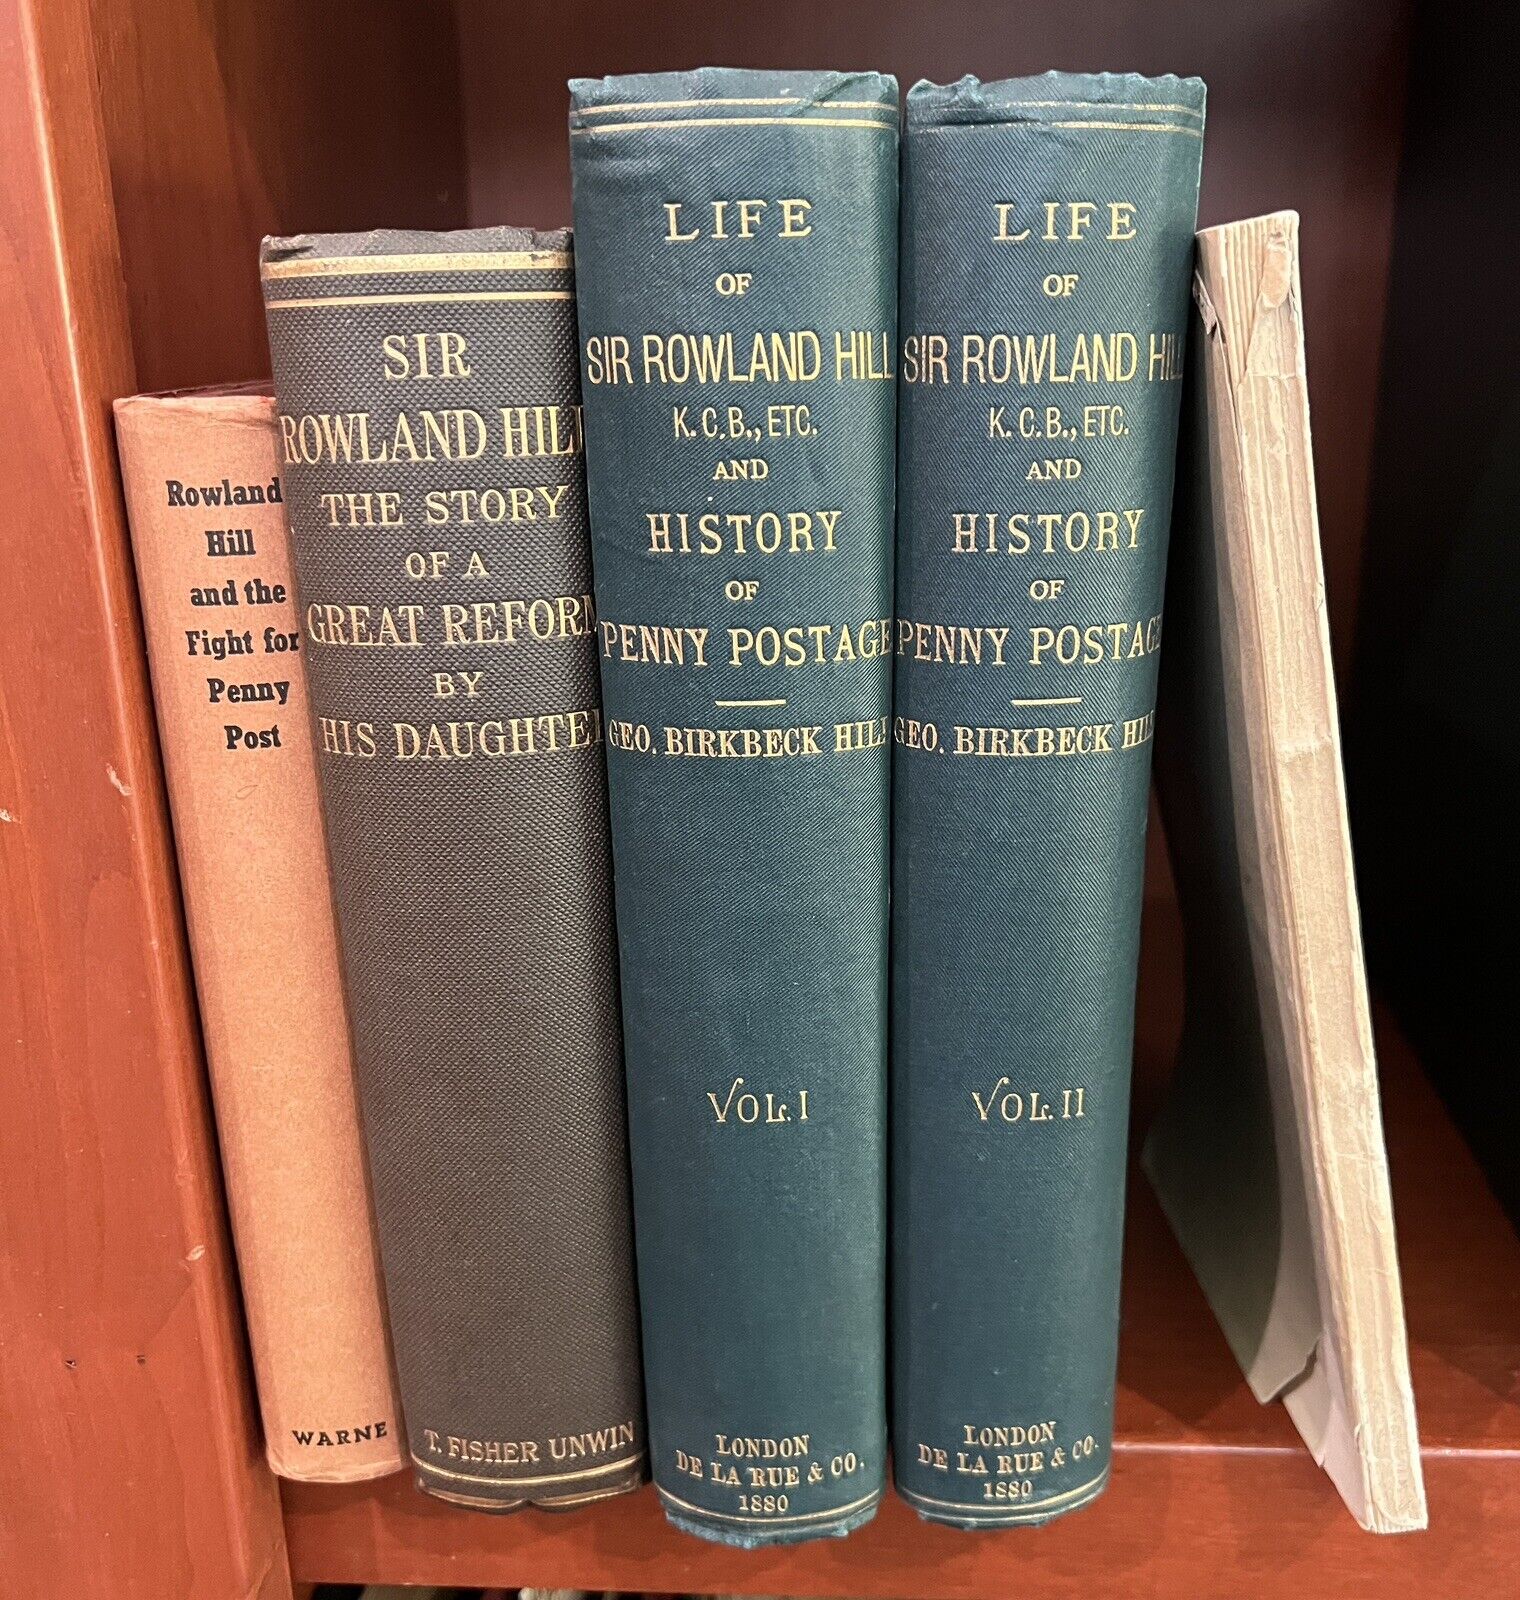 Rowland
Hill
and the
Fight for
Penny
Post
WARNE
SIR
ROWLAND HILL
THE STORY
OF A
GREAT REFORM
BY
HIS DAUGHTER
T. FISHER UNWIN
LIFE
OF
SIR ROWLAND HILL
K.C.B., ETC.
AND
HISTORY
OF
PENNY POSTAGE
GEO. BIRKBECK HILL
VOL. I
LONDON
DE LA RUE & CO.
1880
LIFE
OF
SIR ROWLAND HILL
K.C.B., ETC.
AND
HISTORY
OF
PENNY POSTAGE
GEO. BIRKBECK HILL
VOL. II
LONDON
DE LA RUE & CO.
1880